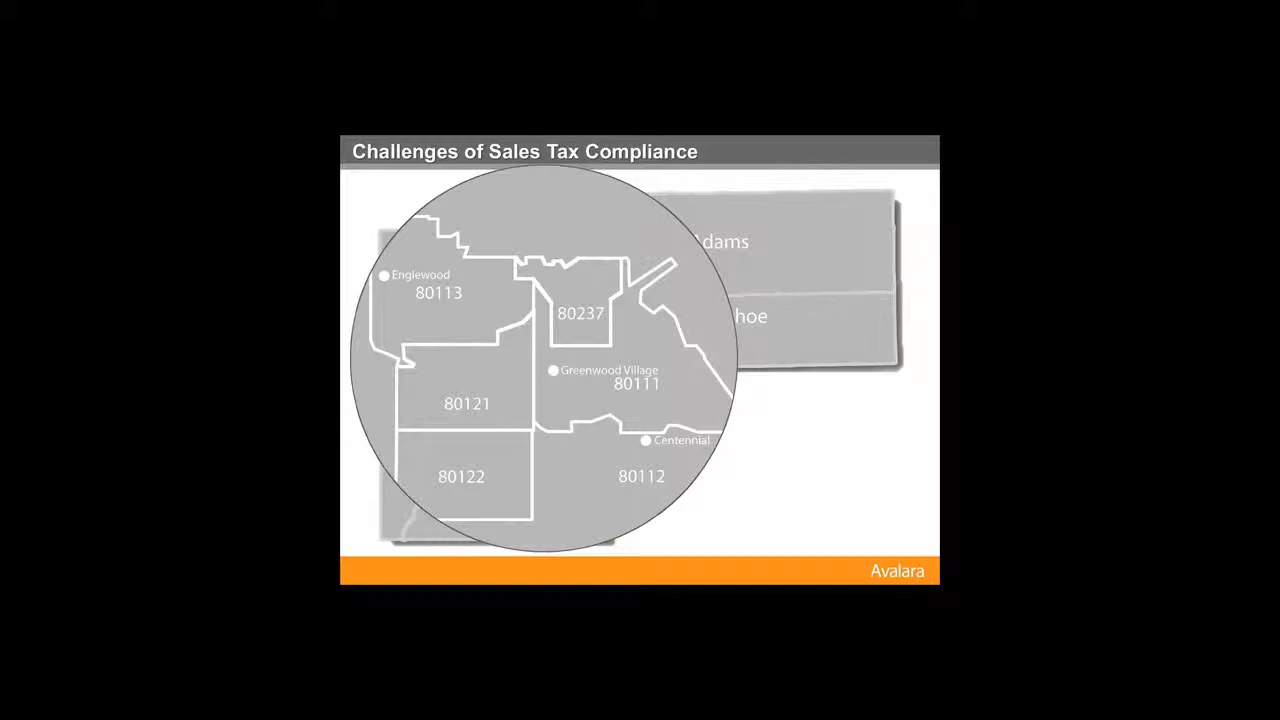 Challenges of Sales Tax Compliance
dams
Englewood
80113
80237
hoe
Greenwood Village
80111
80121
Centennial
80122
80112
Avalara